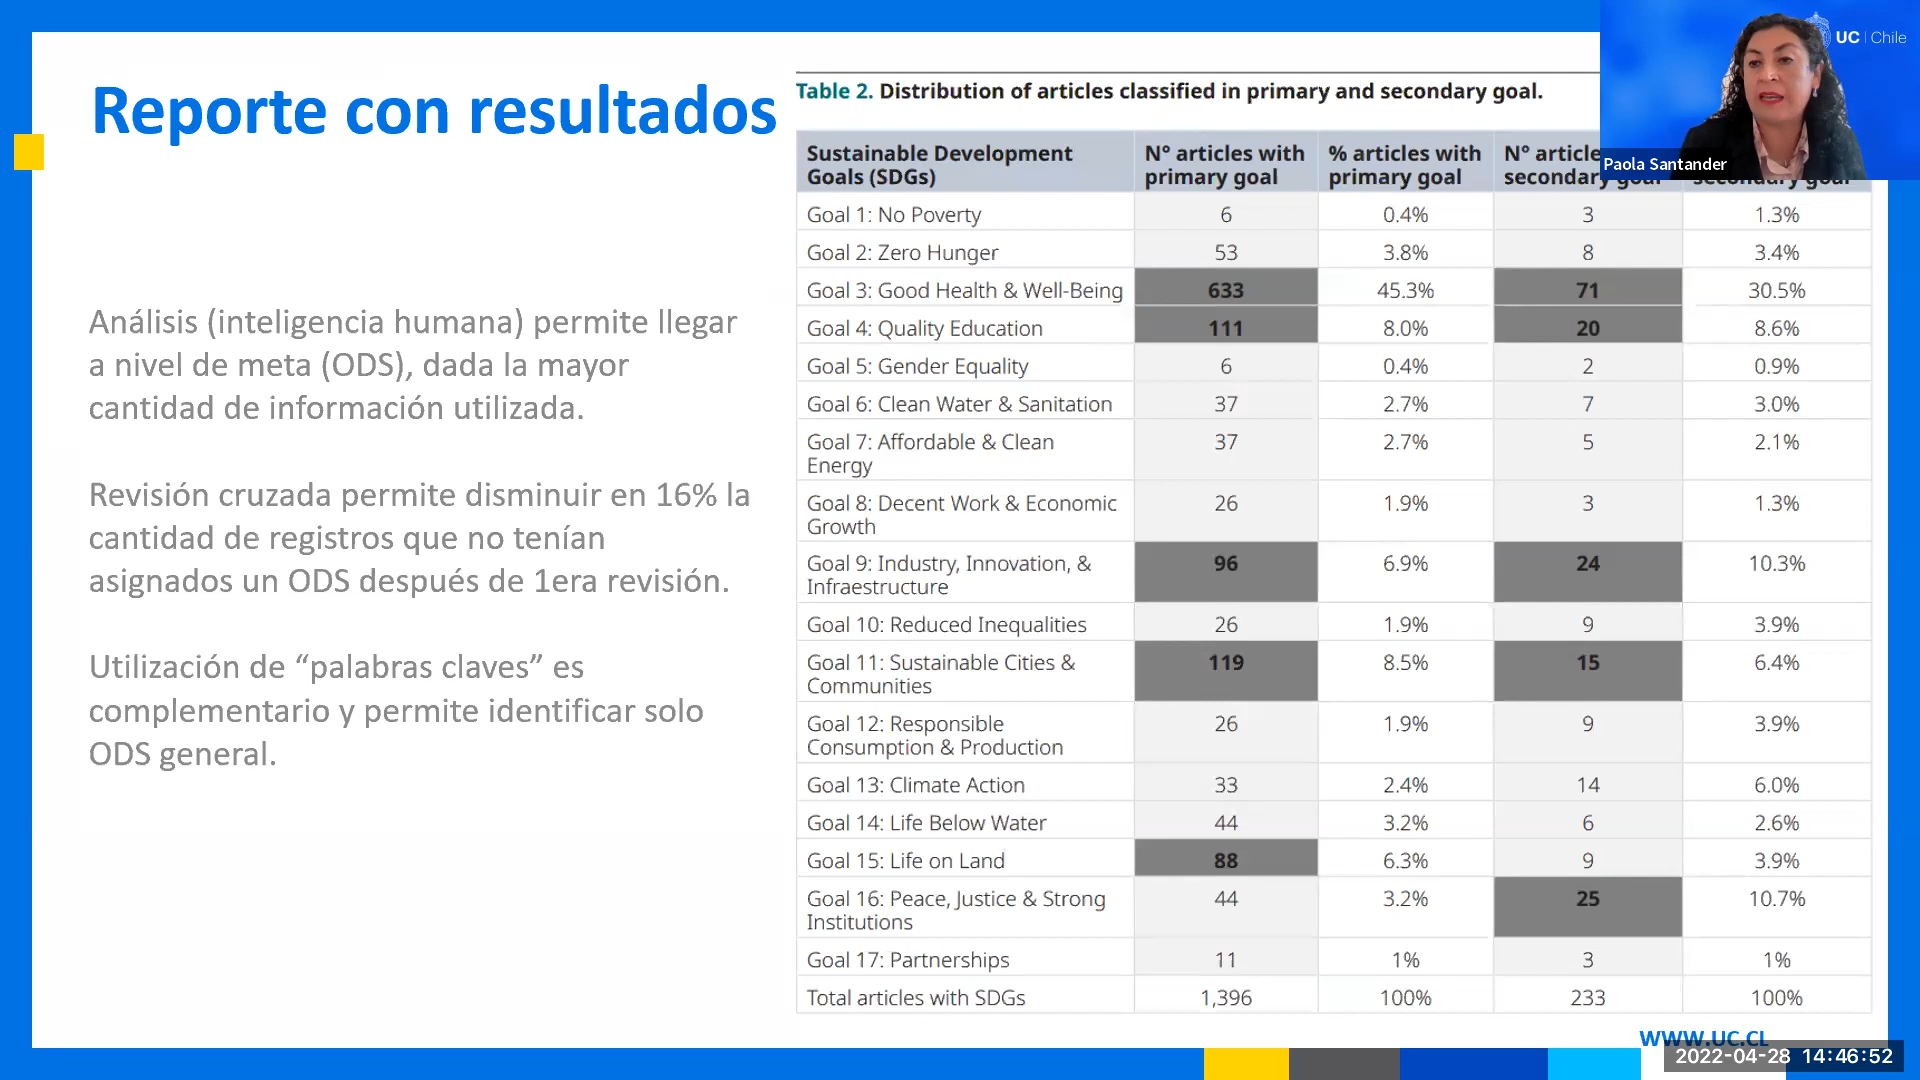 UC | Chile
Paola Santander
Reporte con resultados
Análisis (inteligencia humana) permite llegar
a nivel de meta (ODS), dada la mayor
cantidad de información utilizada.
Revisión cruzada permite disminuir en 16% la
cantidad de registros que no tenían
asignados un ODS después de 1era revisión.
Utilización de “palabras claves” es
complementario y permite identificar solo
ODS general.
Table 2. Distribution of articles classified in primary and secondary goal.
Sustainable Development Goals (SDGs) N° articles with primary goal % articles with primary goal N° article secondary goal secondary goal
Goal 1: No Poverty 6 0.4% 3 1.3%
Goal 2: Zero Hunger 53 3.8% 8 3.4%
Goal 3: Good Health & Well-Being 633 45.3% 71 30.5%
Goal 4: Quality Education 111 8.0% 20 8.6%
Goal 5: Gender Equality 6 0.4% 2 0.9%
Goal 6: Clean Water & Sanitation 37 2.7% 7 3.0%
Goal 7: Affordable & Clean Energy 37 2.7% 5 2.1%
Goal 8: Decent Work & Economic Growth 26 1.9% 3 1.3%
Goal 9: Industry, Innovation, & Infraestructure 96 6.9% 24 10.3%
Goal 10: Reduced Inequalities 26 1.9% 9 3.9%
Goal 11: Sustainable Cities & Communities 119 8.5% 15 6.4%
Goal 12: Responsible Consumption & Production 26 1.9% 9 3.9%
Goal 13: Climate Action 33 2.4% 14 6.0%
Goal 14: Life Below Water 44 3.2% 6 2.6%
Goal 15: Life on Land 88 6.3% 9 3.9%
Goal 16: Peace, Justice & Strong Institutions 44 3.2% 25 10.7%
Goal 17: Partnerships 11 1% 3 1%
Total articles with SDGs 1,396 100% 233 100%
WWW.UC.CL
2022-04-28 14:46:52